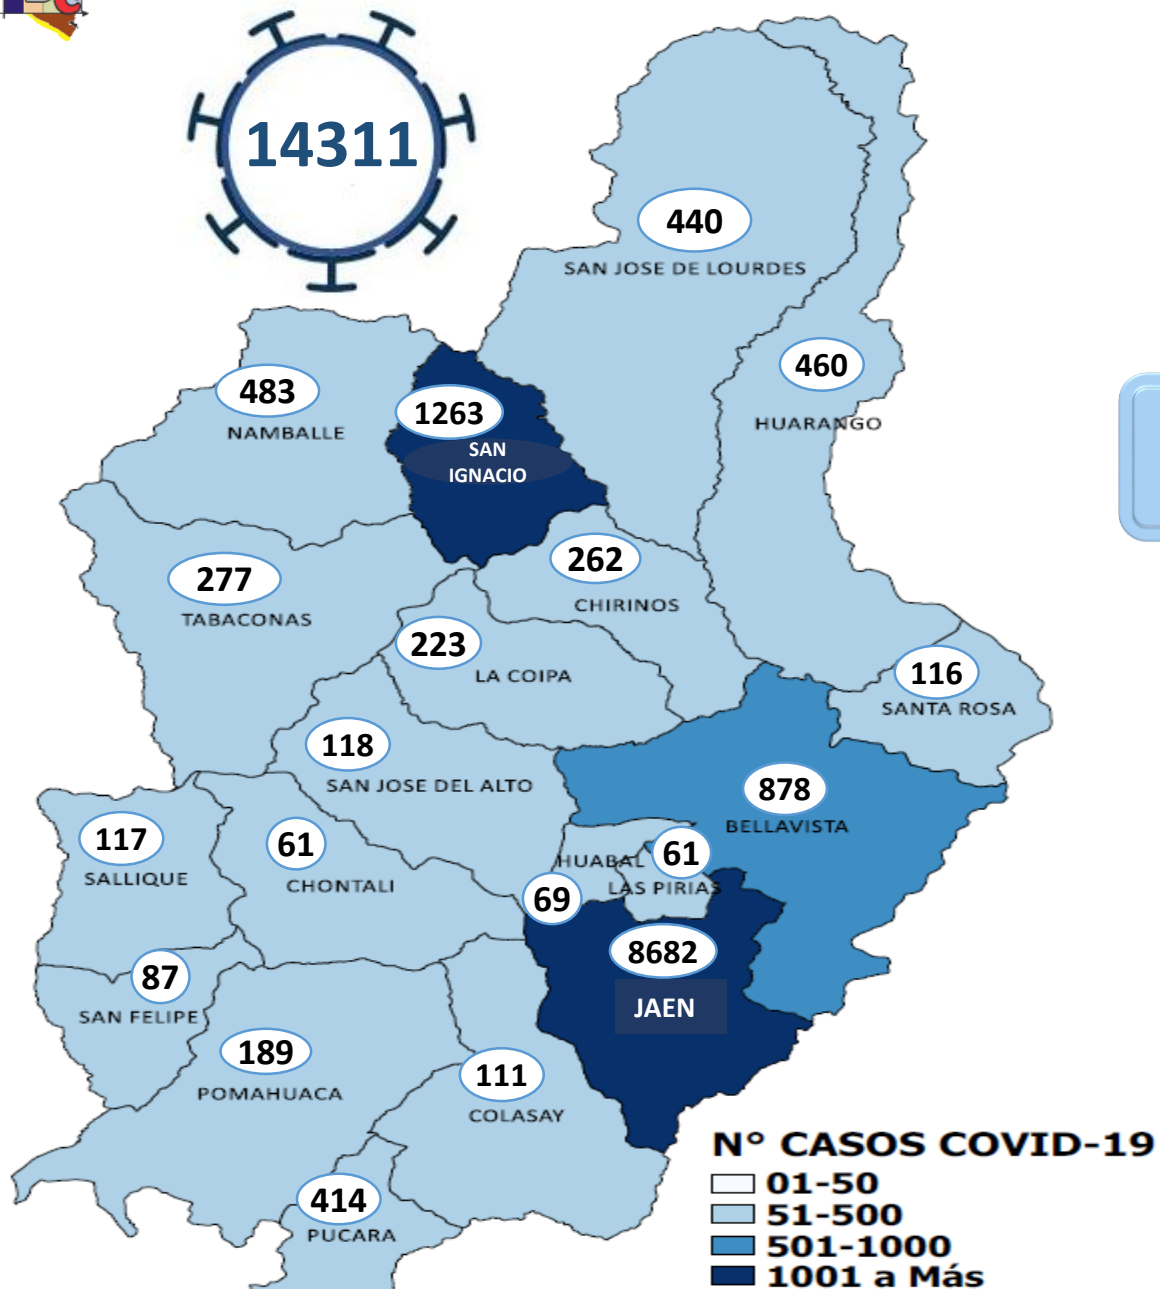 14311
440
SAN JOSE DE LOURDES
460
HUARANGO
483
NAMBALLE
1263
SAN
IGNACIO
277
TABACONAS
262
CHIRINOS
223
LA COIPA
116
SANTA ROSA
118
SAN JOSE DEL ALTO
878
BELLAVISTA
117
SALLIQUE
61
CHONTALI
HUABAL
61
LAS PIRIAS
69
8682
JAEN
87
SAN FELIPE
189
POMAHUACA
111
COLASAY
414
PUCARA
N° CASOS COVID-19
01-50
51-500
501-1000
1001 a Más